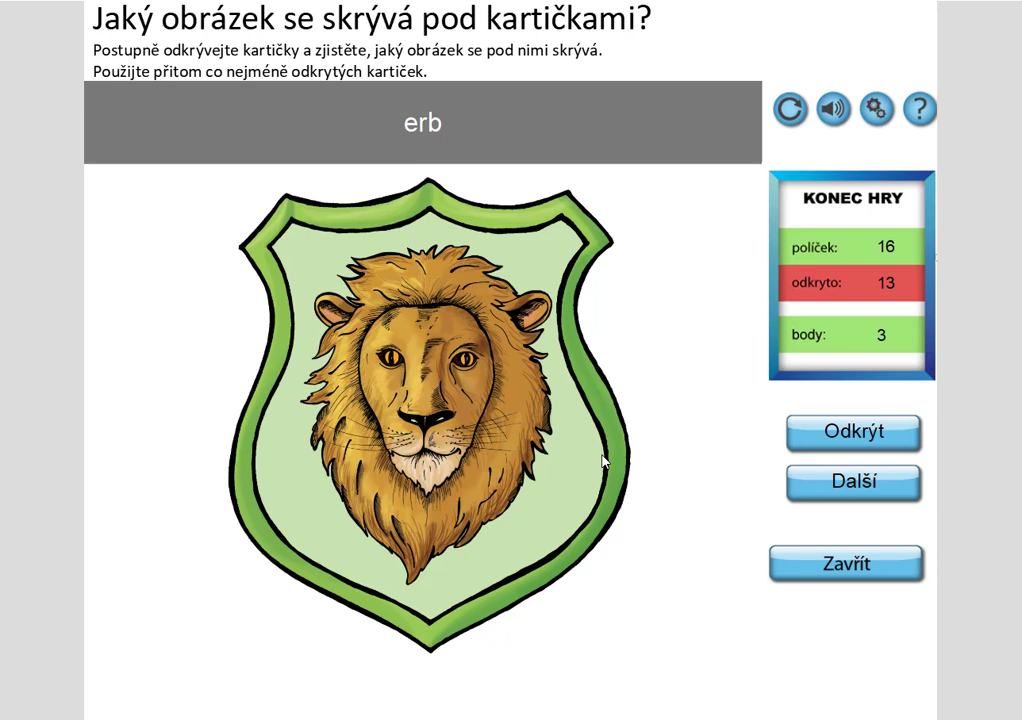 Jaký obrázek se skrývá pod kartičkami?
Postupně odkrývejte kartičky a zjistěte, jaký obrázek se pod nimi skrývá.
Použijte přitom co nejméně odkrytých kartiček.
erb
?
KONEC HRY
políček: 16
odkryto: 13
body: 3
Odkrýt
Další
Zavřít